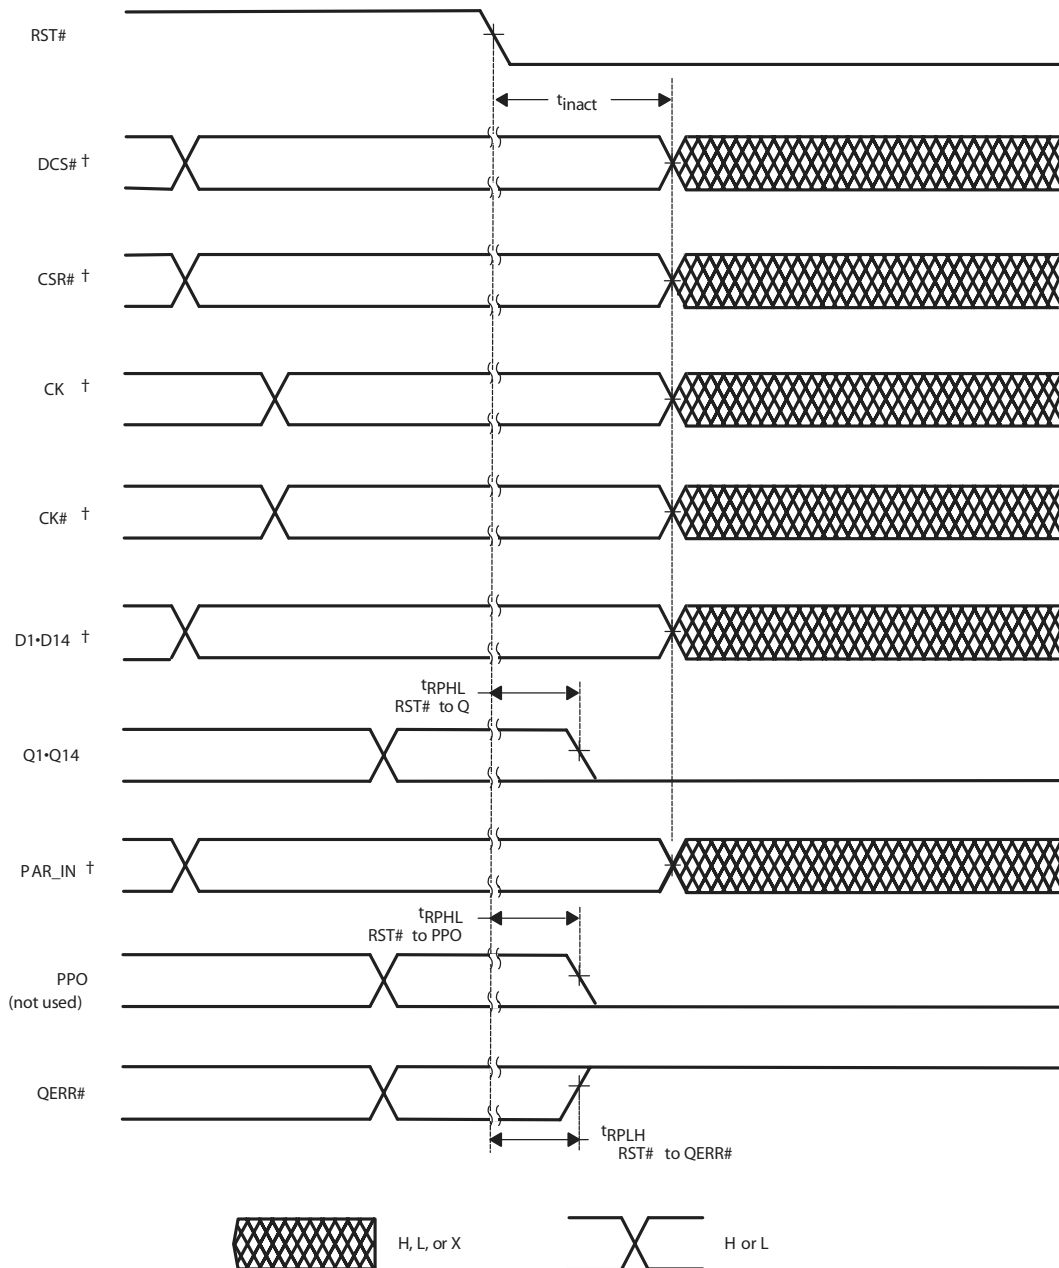 RST#
tinact
DCS# †
CSR# †
CK †
CK# †
D1•D14 †
tRPHL
RST# to Q
Q1•Q14
PAR_IN †
tRPHL
RST# to PPO
PPO
(not used)
QERR#
tRPLH
RST# to QERR#
H, L, or X
H or L